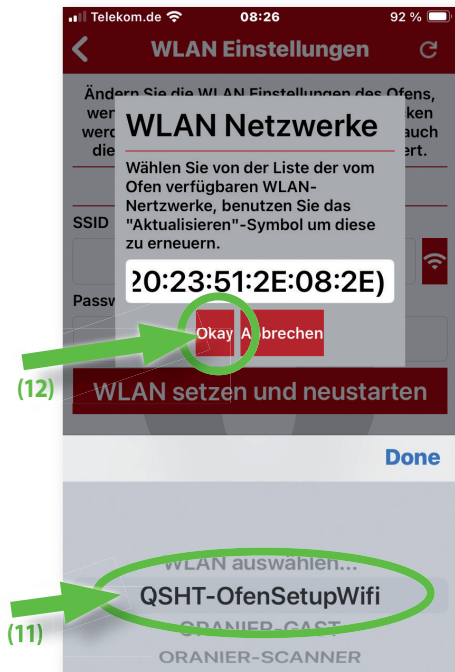 Telekom.de 08:26 92 %
WLAN Einstellungen
Ändern Sie die WLAN Einstellungen des Ofens,
WLAN Netzwerke
Wählen Sie von der Liste der vom
Ofen verfügbaren WLAN-
Nertzwerke, benutzen Sie das
"Aktualisieren"-Symbol um diese
zu erneuern.
SSID
20:23:51:2E:08:2E)
Okay Abbrechen
(12)
WLAN setzen und neustarten
Done
WLAN auswählen...
QSHT-OfenSetupWifi
(11)
ORANIER-GAST
ORANIER-SCANNER